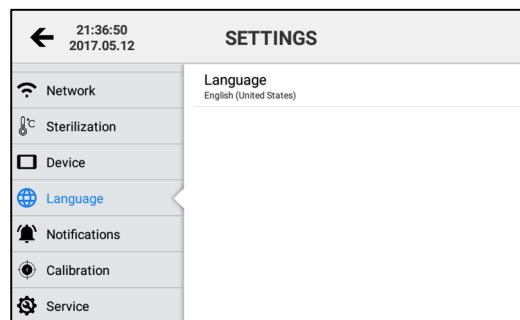 21:36:50
2017.05.12
SETTINGS
Network
°C
Sterilization
Device
Language
Notifications
Calibration
Service
Language
English (United States)